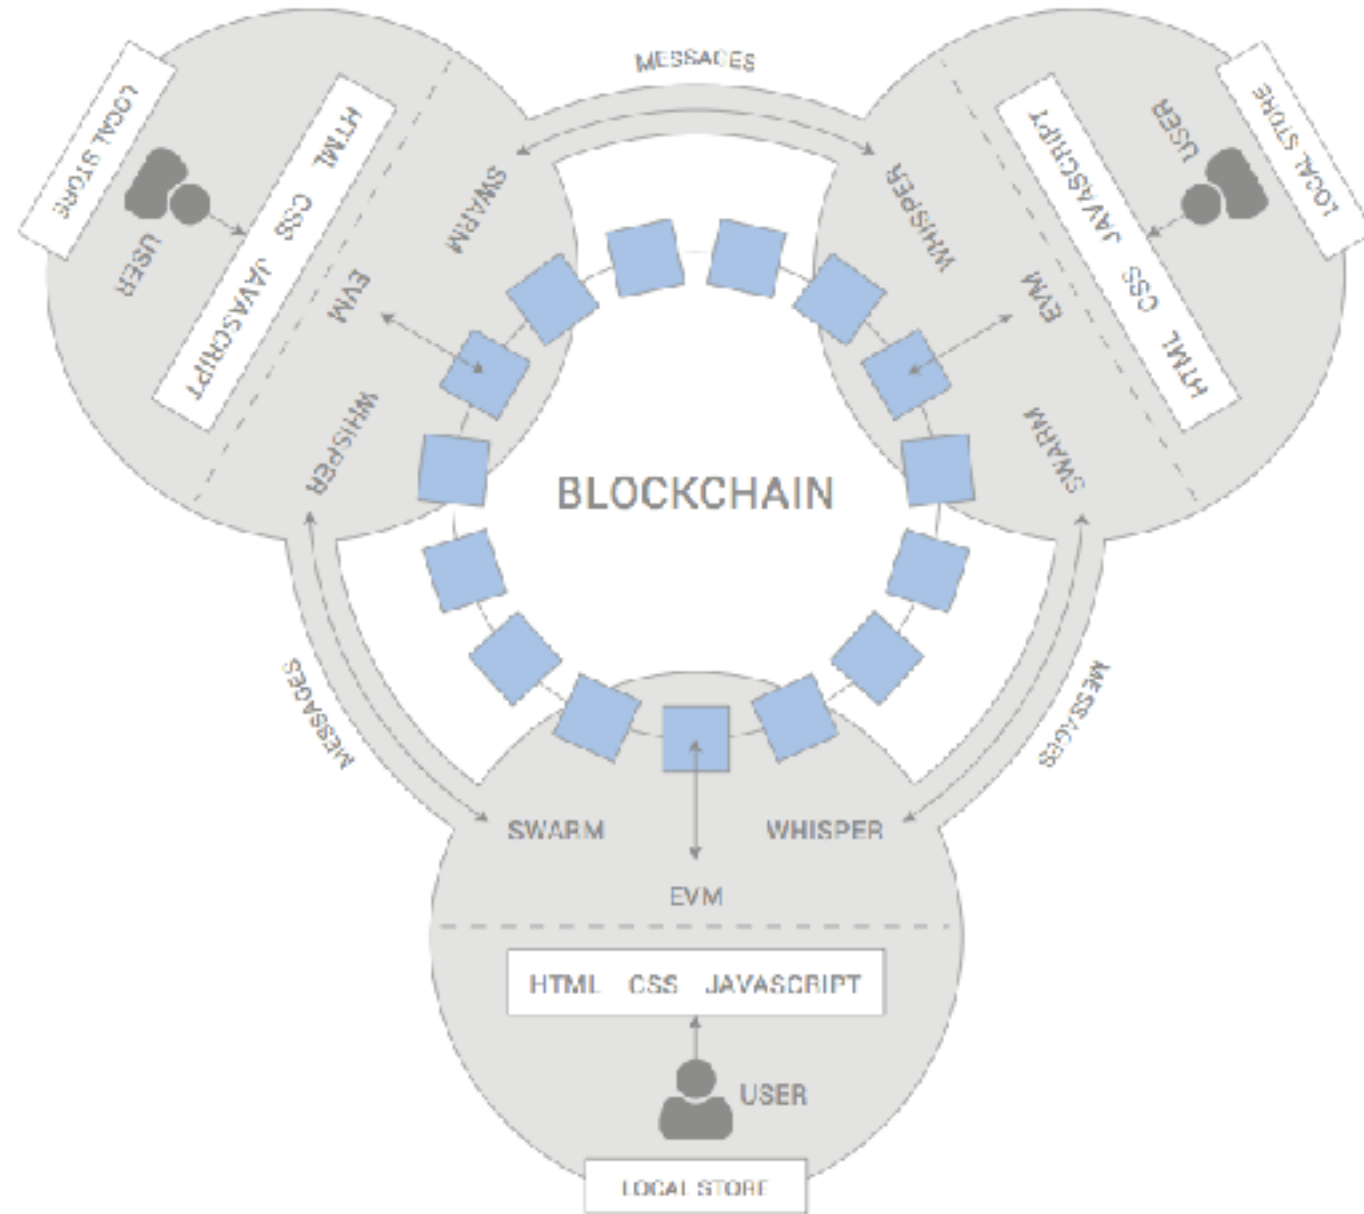 MESSAGES
LOCAL STORE
USER
HTML CSS JAVASCRIPT
SWARM
EVM
WHISPER
LOCAL STORE
USER
HTML CSS JAVASCRIPT
WHISPER
EVM
SWARM
BLOCKCHAIN
MESSAGES
MESSAGES
SWARM
WHISPER
EVM
HTML CSS JAVASCRIPT
USER
LOCAL STORE